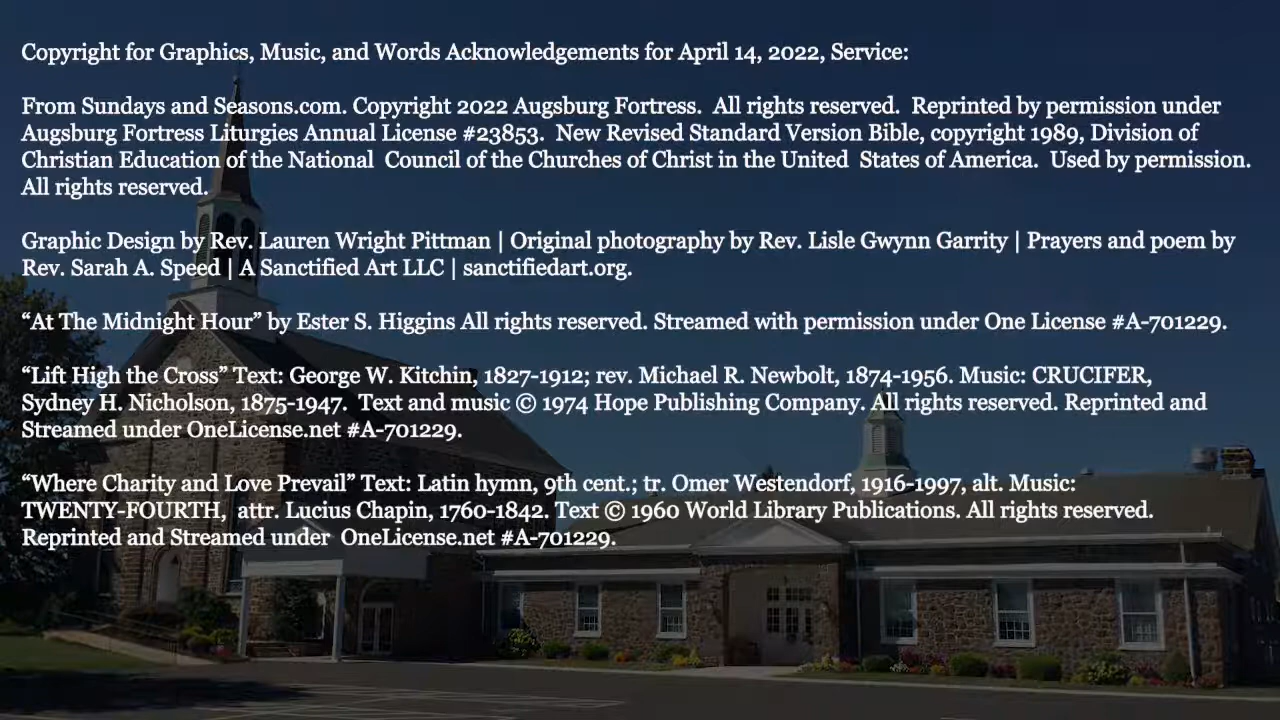 Copyright for Graphics, Music, and Words Acknowledgements for April 14, 2022, Service:
From Sundays and Seasons.com. Copyright 2022 Augsburg Fortress.  All rights reserved.  Reprinted by permission under
Augsburg Fortress Liturgies Annual License #23853.  New Revised Standard Version Bible, copyright 1989, Division of
Christian Education of the National  Council of the Churches of Christ in the United  States of America.  Used by permission.
All rights reserved.
Graphic Design by Rev. Lauren Wright Pittman | Original photography by Rev. Lisle Gwynn Garrity | Prayers and poem by
Rev. Sarah A. Speed | A Sanctified Art LLC | sanctifiedart.org.
“At The Midnight Hour” by Ester S. Higgins All rights reserved. Streamed with permission under One License #A-701229.
“Lift High the Cross” Text: George W. Kitchin, 1827-1912; rev. Michael R. Newbolt, 1874-1956. Music: CRUCIFER,
Sydney H. Nicholson, 1875-1947.  Text and music © 1974 Hope Publishing Company. All rights reserved. Reprinted and
Streamed under OneLicense.net #A-701229.
“Where Charity and Love Prevail” Text: Latin hymn, 9th cent.; tr. Omer Westendorf, 1916-1997, alt. Music:
TWENTY-FOURTH,  attr. Lucius Chapin, 1760-1842. Text © 1960 World Library Publications. All rights reserved.
Reprinted and Streamed under  OneLicense.net #A-701229.